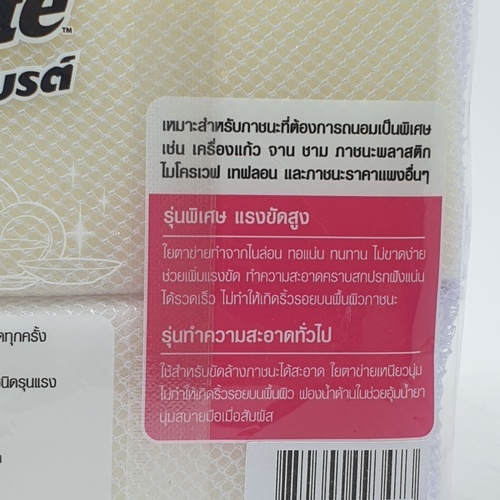 te™
ไบรต์
เหมาะสำหรับภาชนะที่ต้องการถนอมเป็นพิเศษ
เช่น เครื่องแก้ว จาน ชาม ภาชนะพลาสติก
ไมโครเวฟ เทฟลอน และภาชนะราคาแพงอื่นๆ
รุ่นพิเศษ แรงขัดสูง
ใยตาข่ายทำจากไนล่อน ทอแน่น ทนทาน ไม่ขาดง่าย
ช่วยเพิ่มแรงขัด ทำความสะอาดคราบสกปรกฝังแน่น
ได้รวดเร็ว ไม่ทำให้เกิดริ้วรอยบนพื้นผิวภาชนะ
รุ่นทำความสะอาดทั่วไป
ใช้สำหรับขัดล้างภาชนะได้สะอาด ใยตาข่ายเหนียวนุ่ม
ไม่ทำให้เกิดริ้วรอยบนพื้นผิว ฟองน้ำด้านในช่วยอุ้มน้ำยา
นุ่มสบายมือเมื่อสัมผัส
ทุกครั้ง
ชนิดรุนแรง